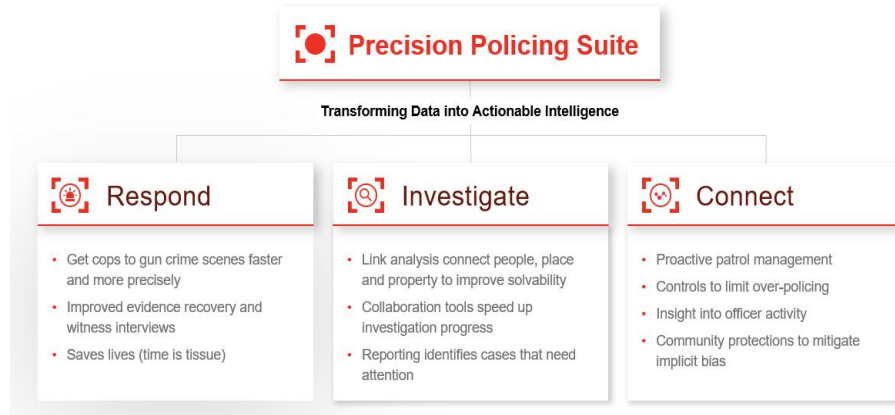 Precision Policing Suite
Transforming Data into Actionable Intelligence
Respond
• Get cops to gun crime scenes faster
and more precisely
• Improved evidence recovery and
witness interviews
• Saves lives (time is tissue)
Investigate
• Link analysis connect people, place
and property to improve solvability
• Collaboration tools speed up
investigation progress
• Reporting identifies cases that need
attention
Connect
• Proactive patrol management
• Controls to limit over-policing
• Insight into officer activity
• Community protections to mitigate
implicit bias